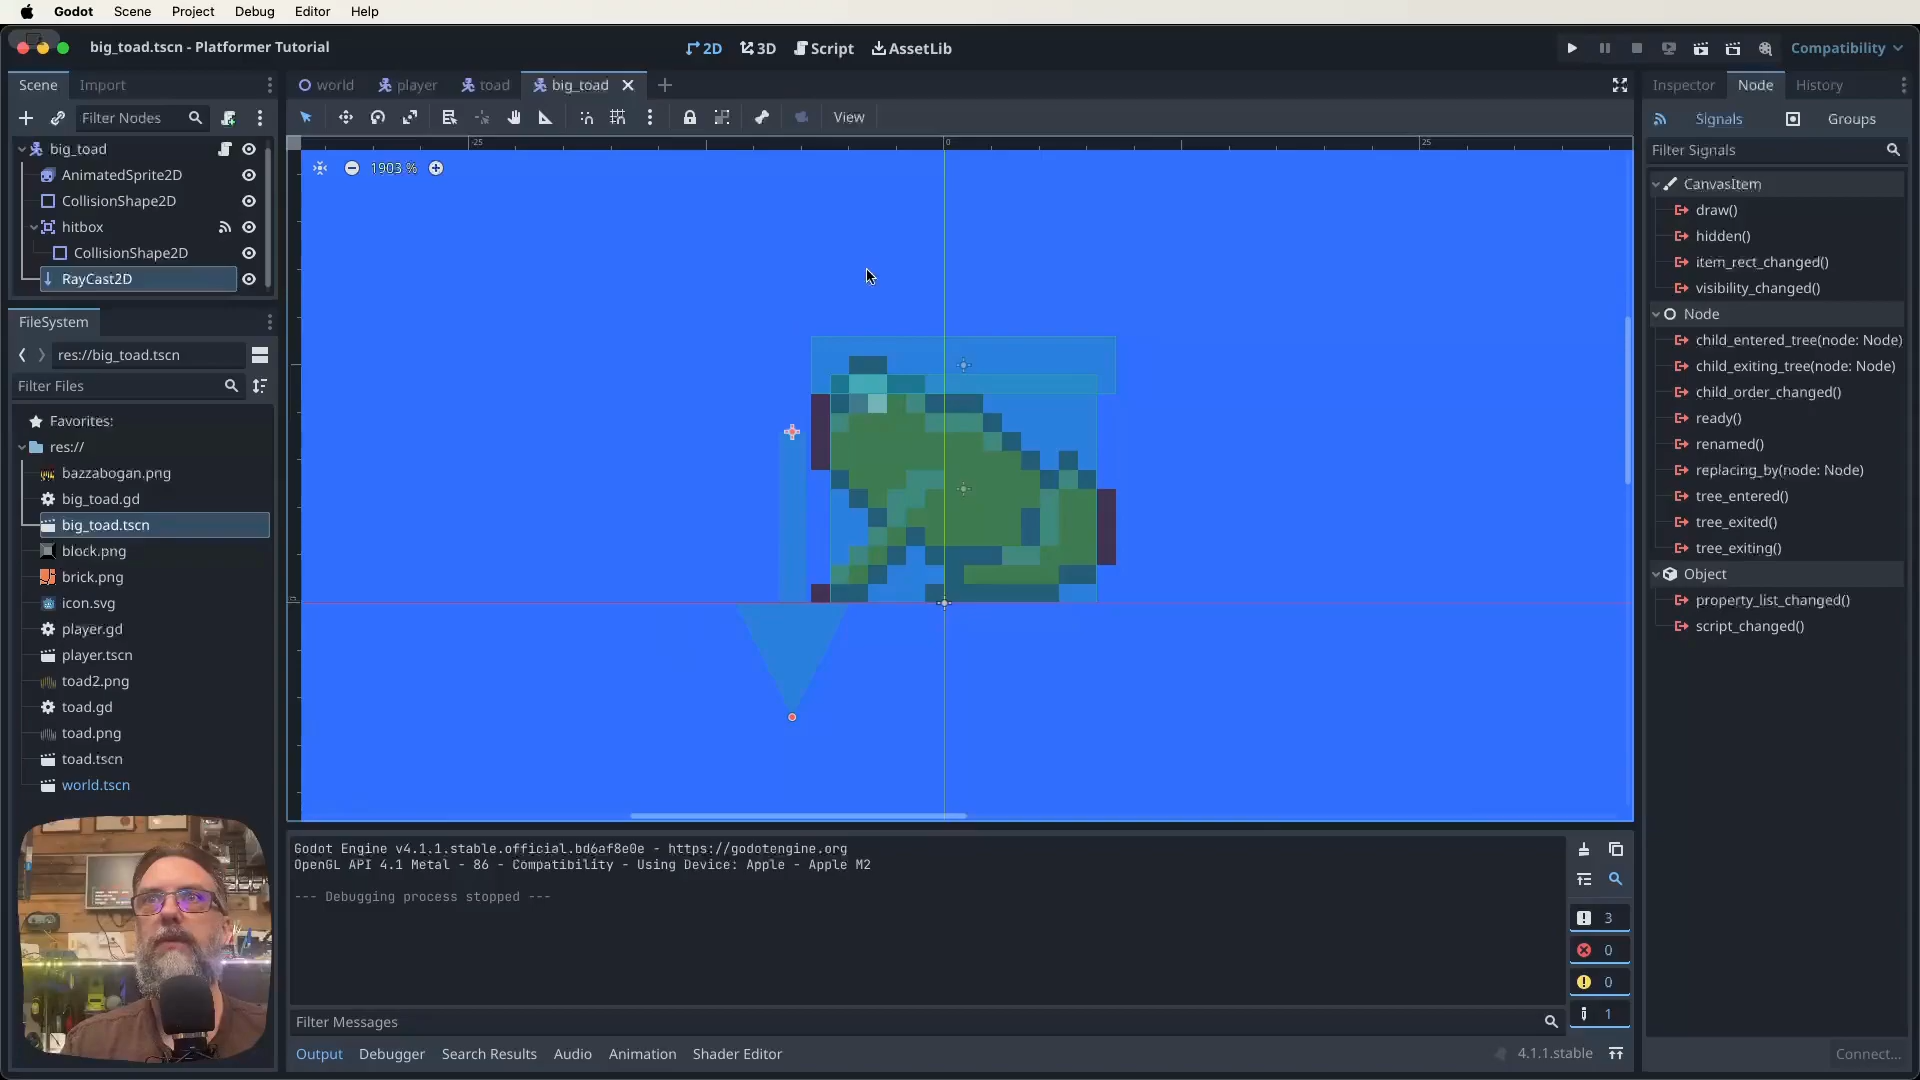 Godot Scene Project Debug Editor Help
big_toad.tscn - Platformer Tutorial
2D 3D Script AssetLib
Compatibility
Scene Import
world player toad big_toad
Inspector Node History
Filter Nodes
View
Signals Groups
-25 0 25
Filter Signals
1903 %
big_toad
AnimatedSprite2D
CollisionShape2D
hitbox
CollisionShape2D
RayCast2D
FileSystem
res://big_toad.tscn
Filter Files
Favorites:
res://
bazzabogan.png
big_toad.gd
big_toad.tscn
block.png
brick.png
icon.svg
player.gd
player.tscn
toad2.png
toad.gd
toad.png
toad.tscn
world.tscn
0
CanvasItem
draw()
hidden()
item_rect_changed()
visibility_changed()
Node
child_entered_tree(node: Node)
child_exiting_tree(node: Node)
child_order_changed()
ready()
renamed()
replacing_by(node: Node)
tree_entered()
tree_exited()
tree_exiting()
Object
property_list_changed()
script_changed()
Godot Engine v4.1.1.stable.official.bd6af8e0e - https://godotengine.org
OpenGL API 4.1 Metal - 86 - Compatibility - Using Device: Apple - Apple M2
--- Debugging process stopped ---
3
0
0
1
Filter Messages
Output Debugger Search Results Audio Animation Shader Editor
4.1.1.stable
Connect...